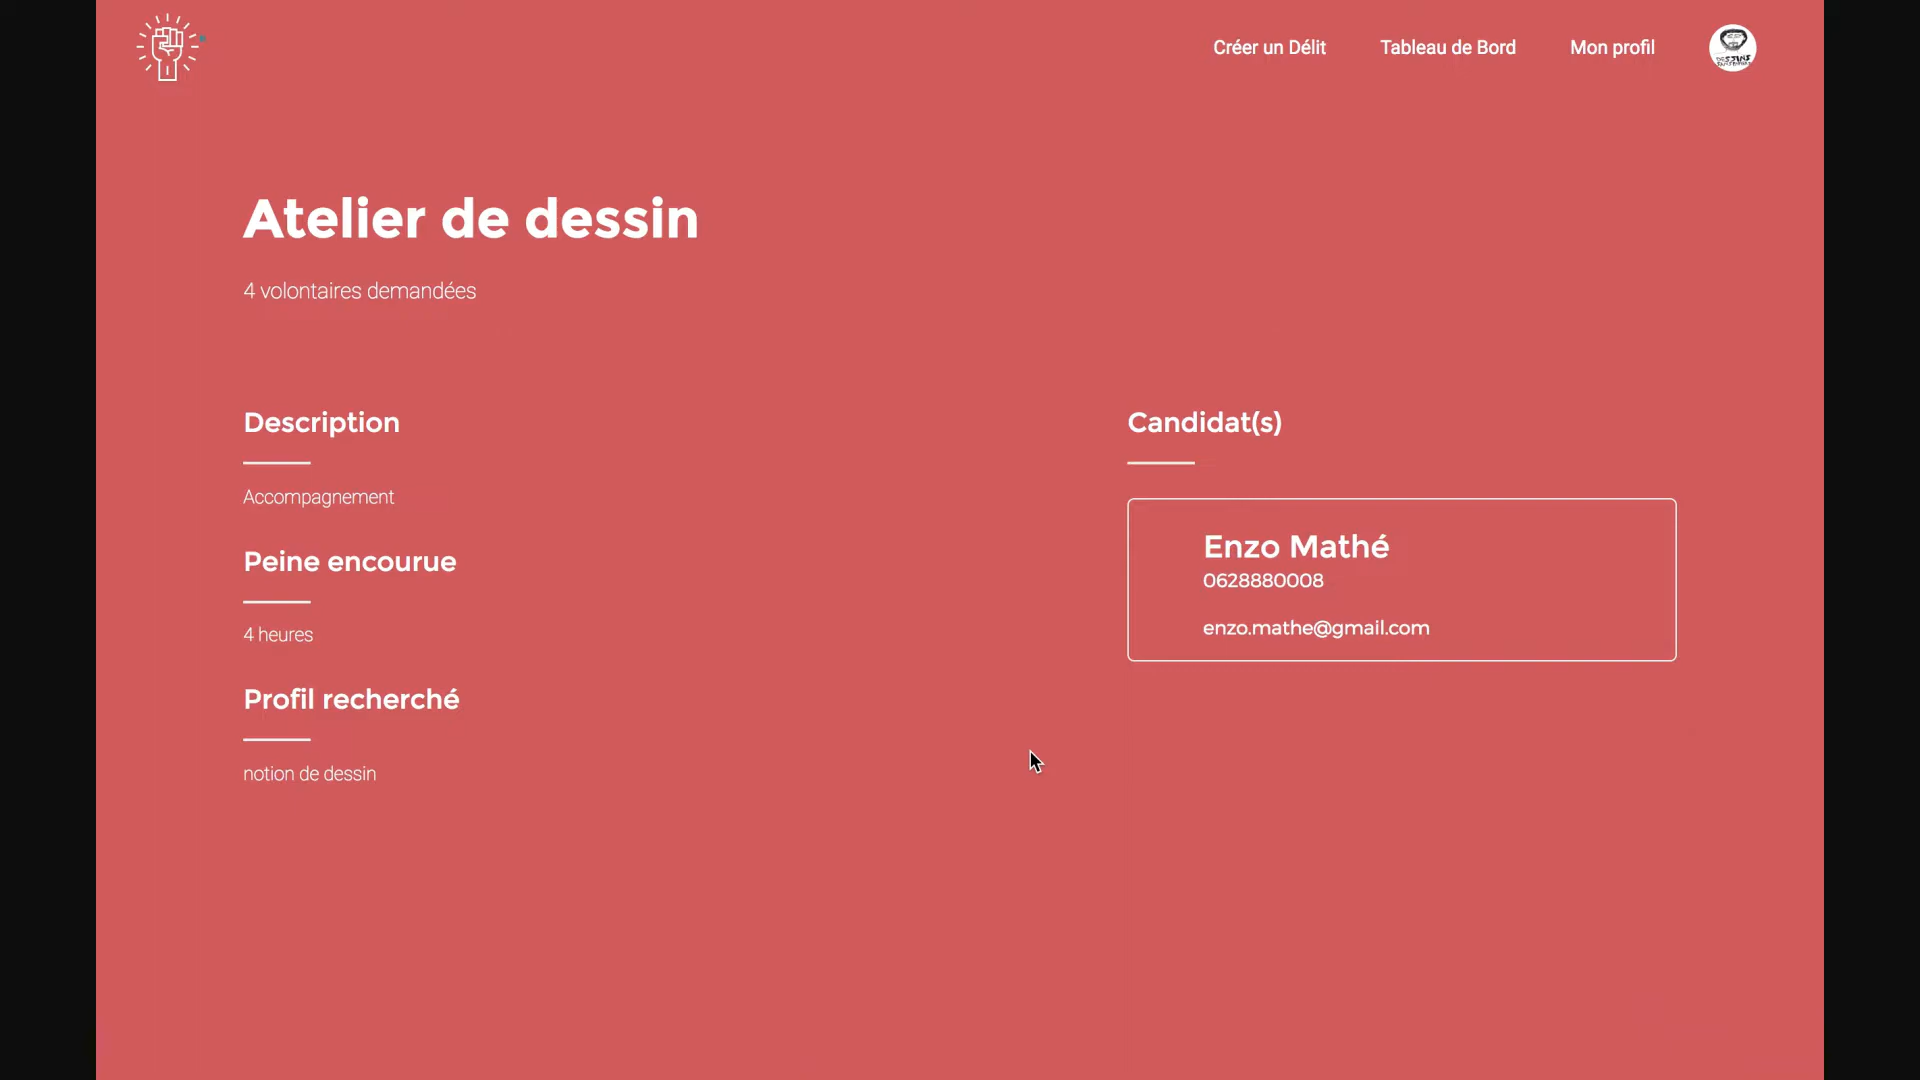 Créer un Délit
Tableau de Bord
Mon profil
Atelier de dessin
4 volontaires demandées
Description
Accompagnement
Peine encourue
4 heures
Profil recherché
notion de dessin
Candidat(s)
Enzo Mathé
0628880008
enzo.mathe@gmail.com